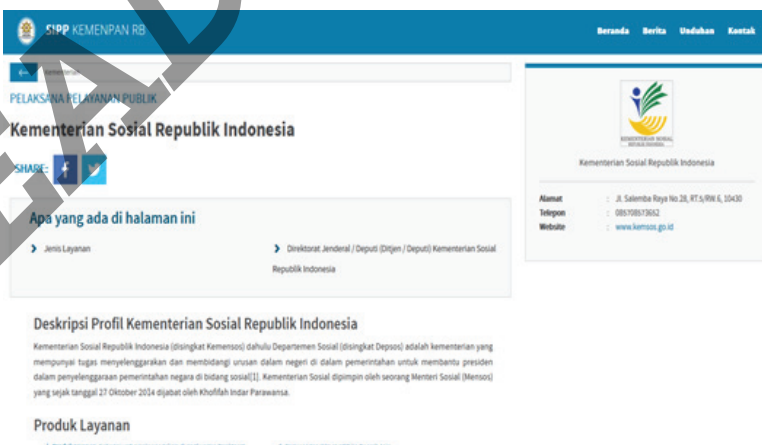 SIPP KEMENPAN RB
Beranda Berita Unduhan Kontak
Kementerian
PELAKSANA PELAYANAN PUBLIK
Kementerian Sosial Republik Indonesia
SHARE:
Apa yang ada di halaman ini
Jenis Layanan
Direktorat Jenderal / Deputi (Ditjen / Deputi) Kementerian Sosial
Republik Indonesia
KEMENTERIAN SOSIAL
REPUBLIK INDONESIA
Kementerian Sosial Republik Indonesia
Alamat : Jl. Salemba Raya No.28, RT.5/RW.6, 10430
Telepon : 085708573652
Website : www.kemsos.go.id
Deskripsi Profil Kementerian Sosial Republik Indonesia
Kementerian Sosial Republik Indonesia (disingkat Kemensos) dahulu Departemen Sosial (disingkat Depsos) adalah kementerian yang
mempunyai tugas menyelenggarakan dan membidangi urusan dalam negeri di dalam pemerintahan untuk membantu presiden
dalam penyelenggaraan pemerintahan negara di bidang sosial[1]. Kementerian Sosial dipimpin oleh seorang Menteri Sosial (Mensos)
yang sejak tanggal 27 Oktober 2014 dijabat oleh Khofifah Indar Parawansa.
Produk Layanan